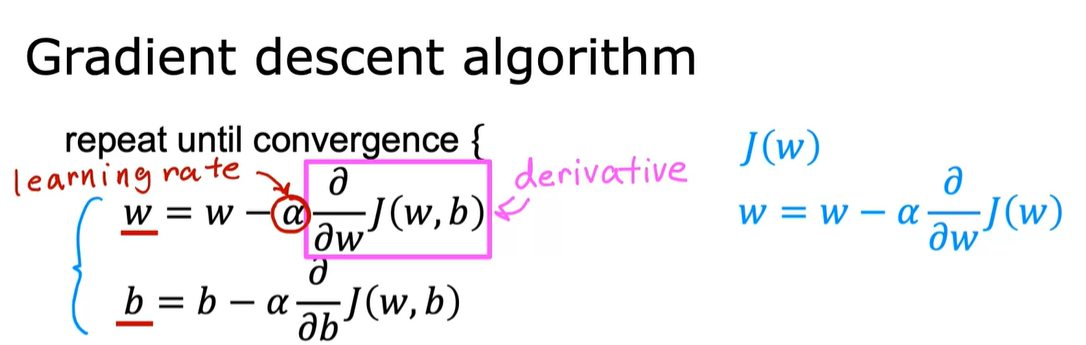 Gradient descent algorithm
repeat until convergence {
learning rate
w = w − α ∂/∂w J(w, b)
derivative
b = b − α ∂/∂b J(w, b)
J(w)
w = w − α ∂/∂w J(w)